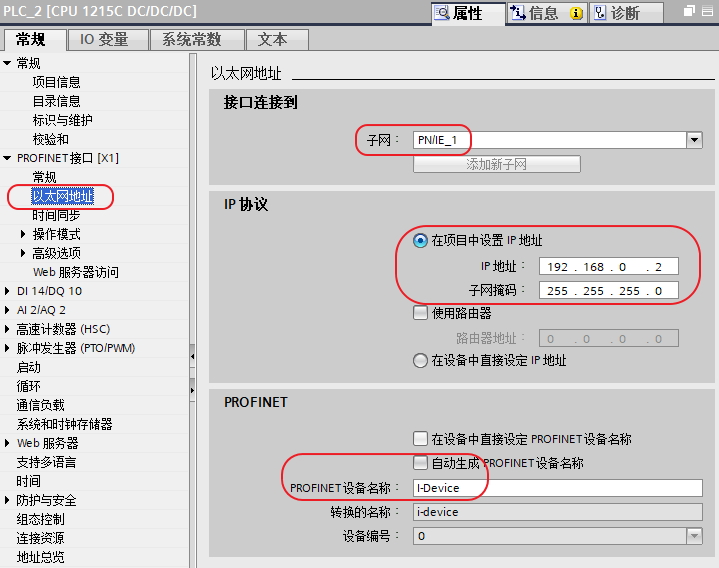 PLC_2 [CPU 1215C DC/DC/DC]
属性
信息
诊断
常规
IO 变量
系统常数
文本
常规
项目信息
目录信息
标识与维护
校验和
PROFINET接口 [X1]
常规
以太网地址
时间同步
操作模式
高级选项
Web 服务器访问
DI 14/DQ 10
AI 2/AQ 2
高速计数器 (HSC)
脉冲发生器 (PTO/PWM)
启动
循环
通信负载
系统和时钟存储器
Web 服务器
支持多语言
时间
防护与安全
组态控制
连接资源
地址总览
以太网地址
接口连接到
子网：
PN/IE_1
添加新子网
IP 协议
在项目中设置 IP 地址
IP 地址：
192 . 168 . 0 . 2
子网掩码：
255 . 255 . 255 . 0
使用路由器
路由器地址：
0 . 0 . 0 . 0
在设备中直接设定 IP 地址
PROFINET
在设备中直接设定 PROFINET设备名称
自动生成 PROFINET设备名称
PROFINET设备名称：
I-Device
转换的名称：
i-device
设备编号：
0